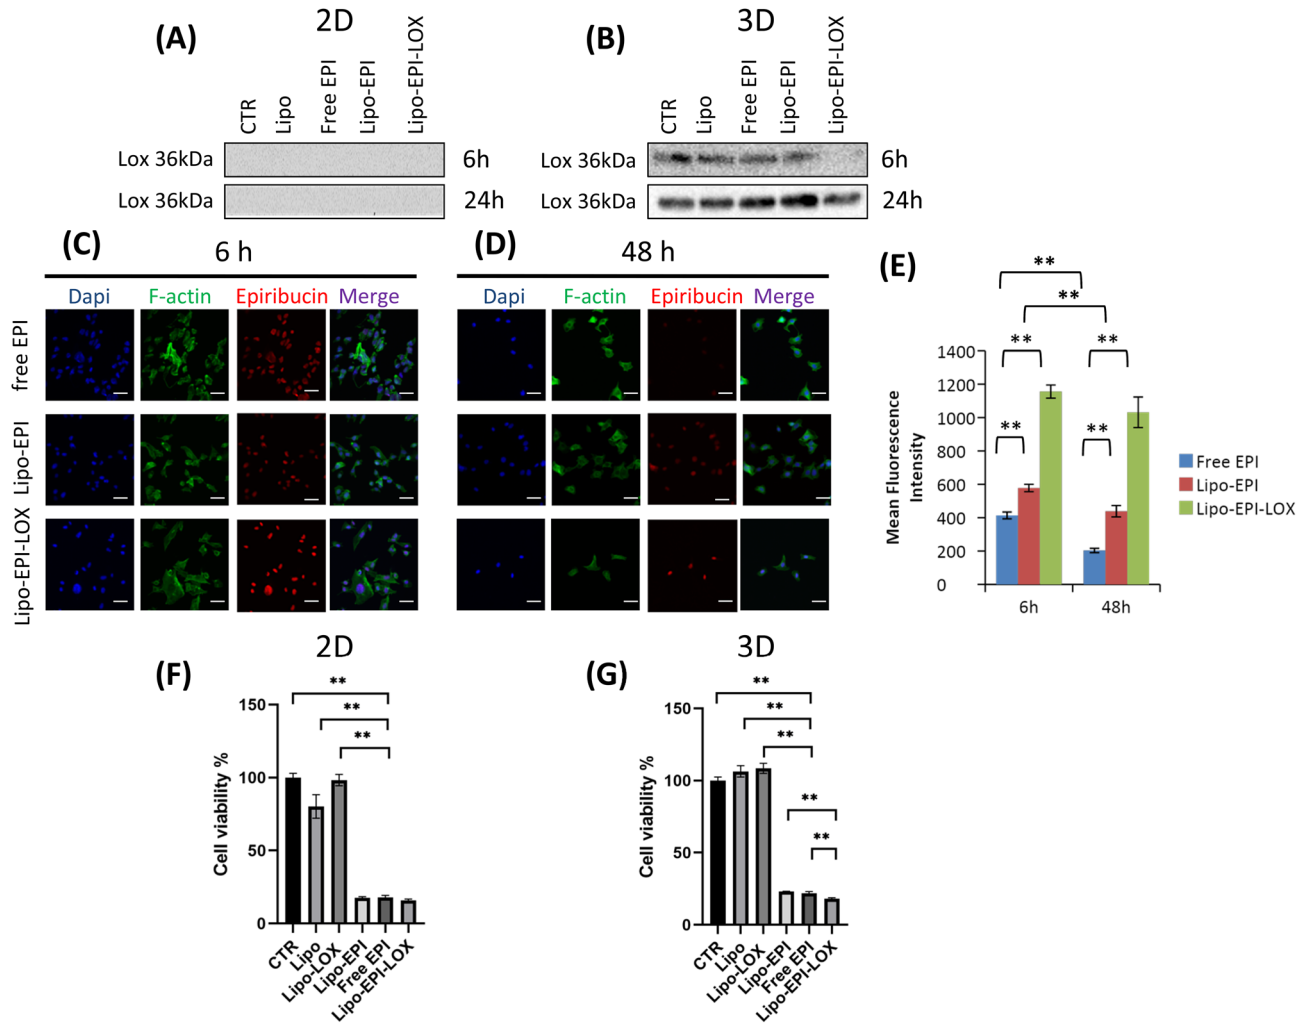 (A)
2D
CTR
Lipo
Free EPI
Lipo-EPI
Lipo-EPI-LOX
Lox 36kDa
6h
Lox 36kDa
24h
(B)
3D
CTR
Lipo
Free EPI
Lipo-EPI
Lipo-EPI-LOX
Lox 36kDa
6h
Lox 36kDa
24h
(C)
6 h
Dapi F-actin Epiribucin Merge
free EPI
Lipo-EPI
Lipo-EPI-LOX
(D)
48 h
Dapi F-actin Epiribucin Merge
(E)
**
**
** **
** **
Mean Fluorescence
Intensity
1400
1200
1000
800
600
400
200
0
6h 48h
Free EPI
Lipo-EPI
Lipo-EPI-LOX
(F)
2D
**
**
**
Cell viability %
150
100
50
0
CTR
Lipo
Lipo-LOX
Lipo-EPI
Free EPI
Lipo-EPI-LOX
(G)
3D
**
**
**
**
**
Cell viability %
150
100
50
0
CTR
Lipo
Lipo-LOX
Lipo-EPI
Free EPI
Lipo-EPI-LOX